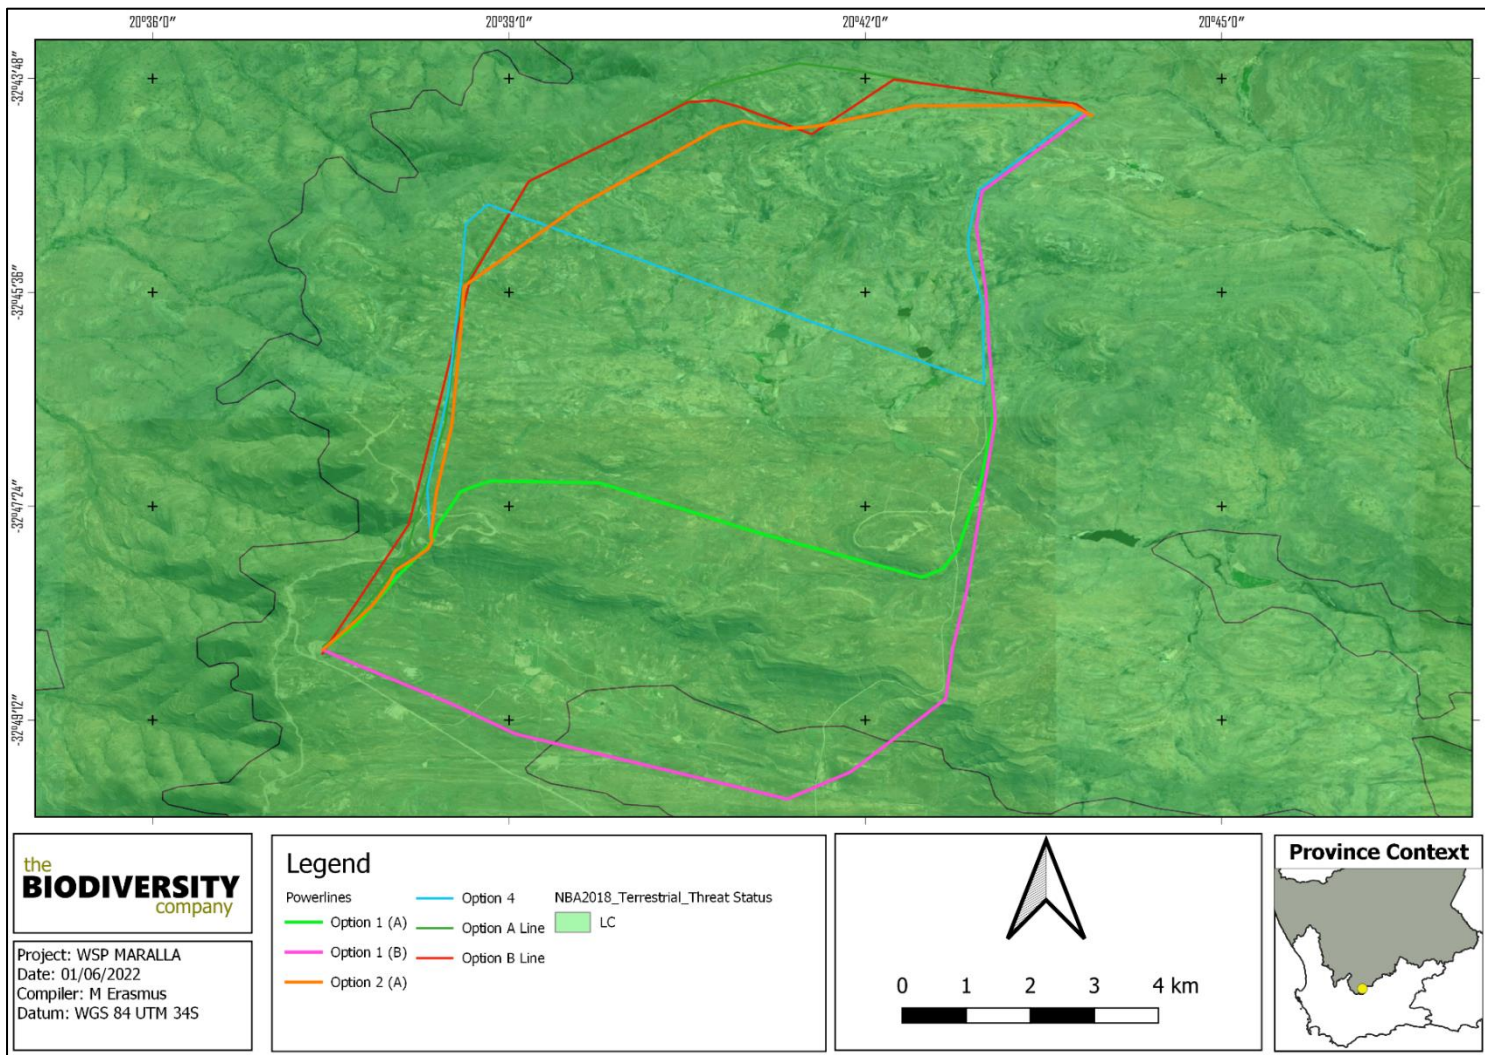 20°36′0″ 20°39′0″ 20°42′0″ 20°45′0″
-32°43′48″
-32°45′36″
-32°47′24″
-32°49′12″
the
BIODIVERSITY
company
Project: WSP MARALLA
Date: 01/06/2022
Compiler: M Erasmus
Datum: WGS 84 UTM 34S
Legend
Powerlines
Option 1 (A)
Option 1 (B)
Option 2 (A)
Option 4
Option A Line
Option B Line
NBA2018_Terrestrial_Threat Status
LC
0 1 2 3 4 km
Province Context